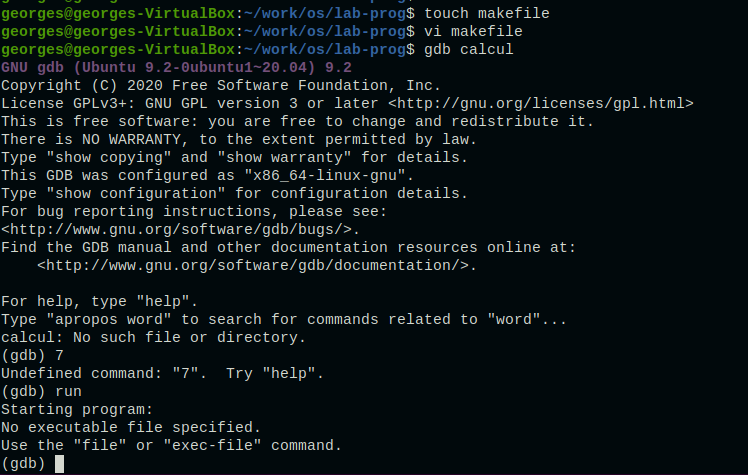 georges@georges-VirtualBox:~/work/os/lab-prog$
georges@georges-VirtualBox:~/work/os/lab-prog$ touch makefile
georges@georges-VirtualBox:~/work/os/lab-prog$ vi makefile
georges@georges-VirtualBox:~/work/os/lab-prog$ gdb calcul
GNU gdb (Ubuntu 9.2-0ubuntu1~20.04) 9.2
Copyright (C) 2020 Free Software Foundation, Inc.
License GPLv3+: GNU GPL version 3 or later <http://gnu.org/licenses/gpl.html>
This is free software: you are free to change and redistribute it.
There is NO WARRANTY, to the extent permitted by law.
Type "show copying" and "show warranty" for details.
This GDB was configured as "x86_64-linux-gnu".
Type "show configuration" for configuration details.
For bug reporting instructions, please see:
<http://www.gnu.org/software/gdb/bugs/>.
Find the GDB manual and other documentation resources online at:
    <http://www.gnu.org/software/gdb/documentation/>.

For help, type "help".
Type "apropos word" to search for commands related to "word"...
calcul: No such file or directory.
(gdb) 7
Undefined command: "7".  Try "help".
(gdb) run
Starting program:
No executable file specified.
Use the "file" or "exec-file" command.
(gdb)